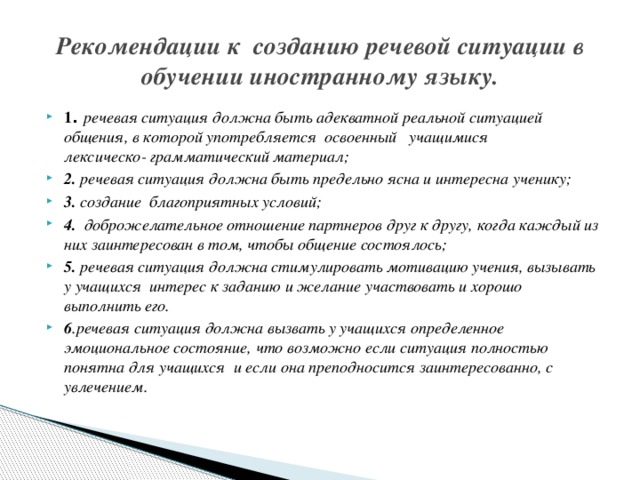 Рекомендации к  созданию речевой ситуации в
обучении иностранному языку.
1. речевая ситуация должна быть адекватной реальной ситуацией
общения, в которой употребляется  освоенный   учащимися
лексическо- грамматический материал;
2. речевая ситуация должна быть предельно ясна и интересна ученику;
3. создание  благоприятных условий;
4.  доброжелательное отношение партнеров друг к другу, когда каждый из
них заинтересован в том, чтобы общение состоялось;
5. речевая ситуация должна стимулировать мотивацию учения, вызывать
у учащихся  интерес к заданию и желание участвовать и хорошо
выполнить его.
6.речевая ситуация должна вызвать у учащихся определенное
эмоциональное состояние, что возможно если ситуация полностью
понятна для учащихся  и если она преподносится заинтересованно, с
увлечением.